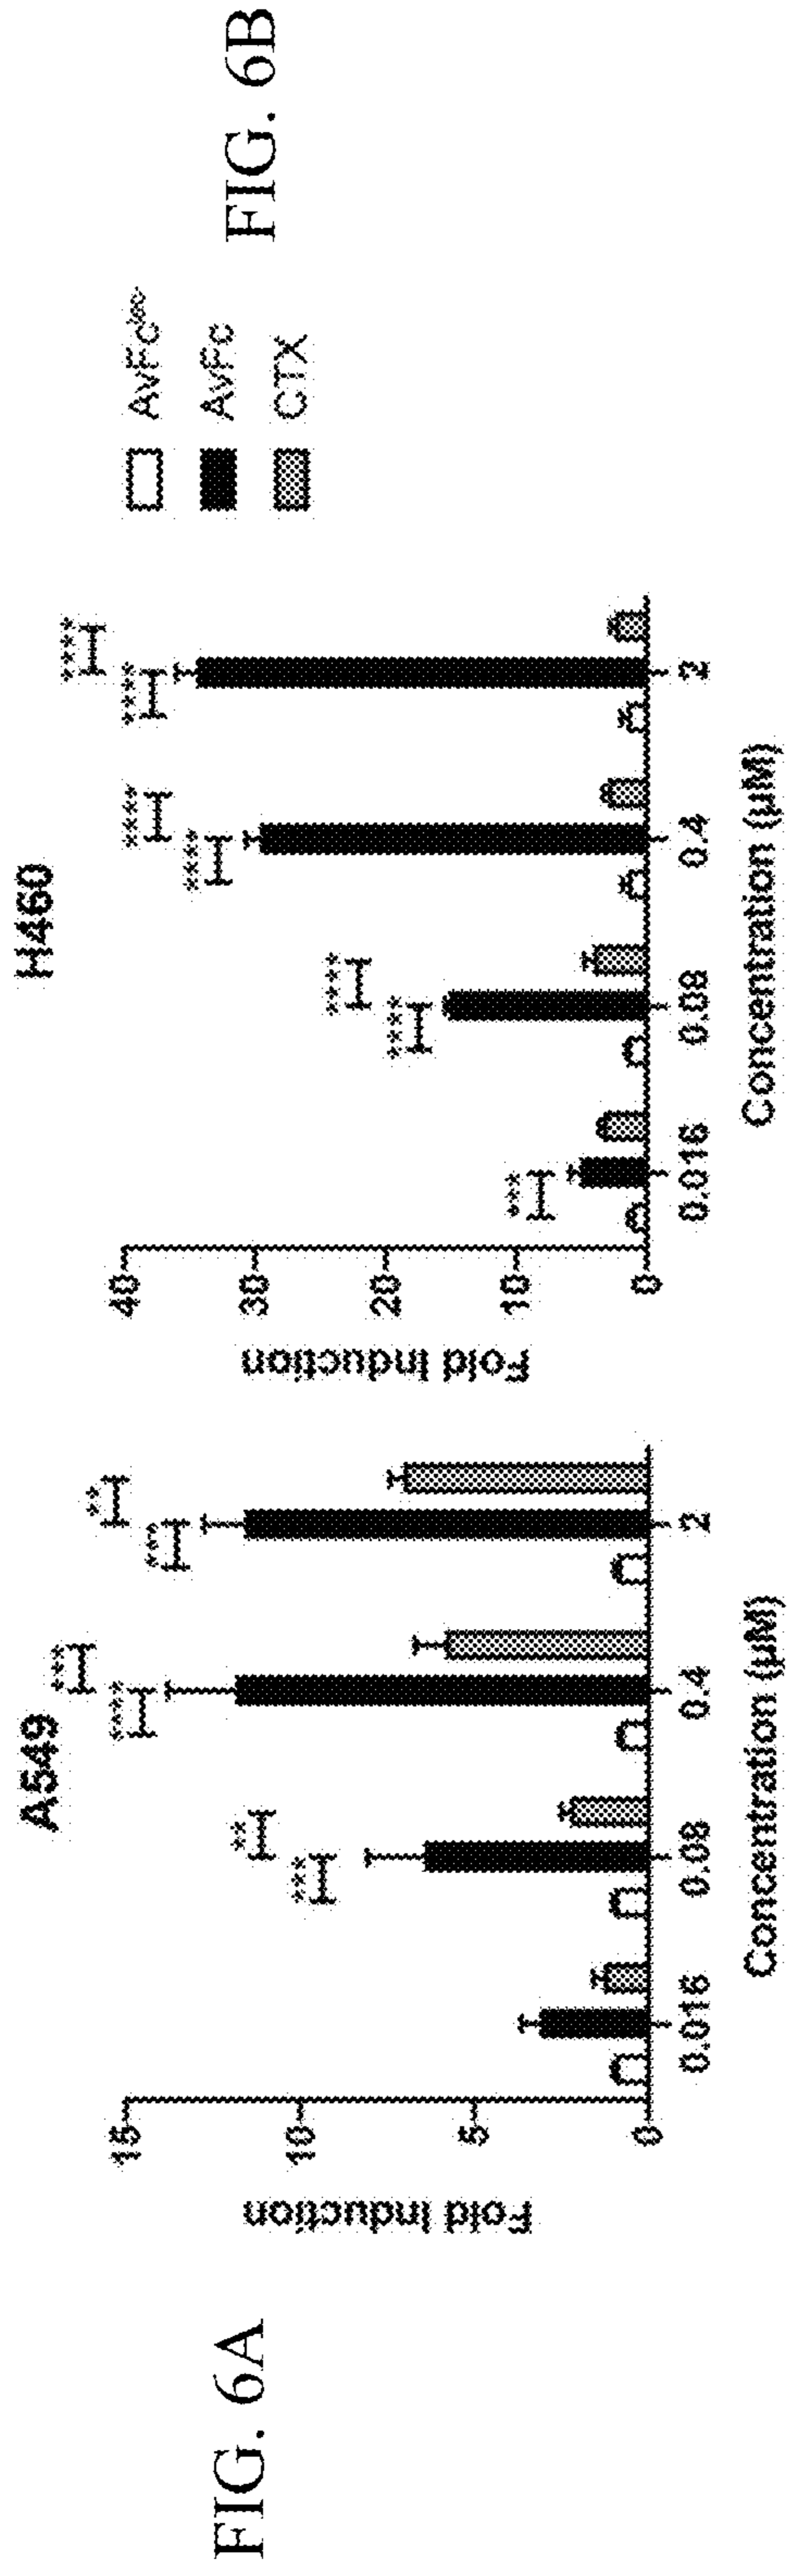 FIG. 6A
A549
Fold Induction
15
10
5
0
***
**
****
***
***
**
0.016
0.08
0.4
2
Concentration (µM)
FIG. 6B
H460
Fold Induction
40
30
20
10
0
***
****
****
****
****
****
****
0.016
0.08
0.4
2
Concentration (µM)
AvFc^lec-
AvFc
CTX